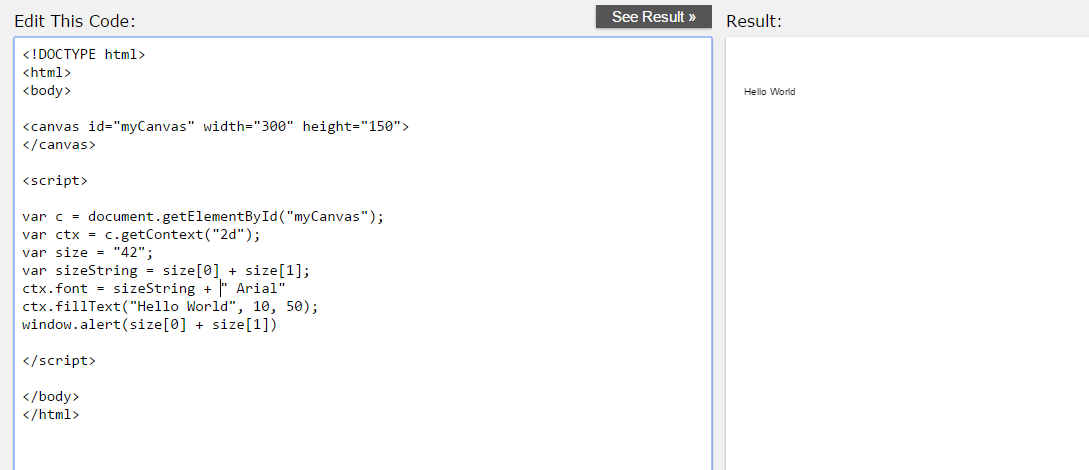 Edit This Code:
See Result »
Result:
<!DOCTYPE html>
<html>
<body>
<canvas id="myCanvas" width="300" height="150">
</canvas>
<script>
var c = document.getElementById("myCanvas");
var ctx = c.getContext("2d");
var size = "42";
var sizeString = size[0] + size[1];
ctx.font = sizeString + " Arial"
ctx.fillText("Hello World", 10, 50);
window.alert(size[0] + size[1])
</script>
</body>
</html>
Hello World